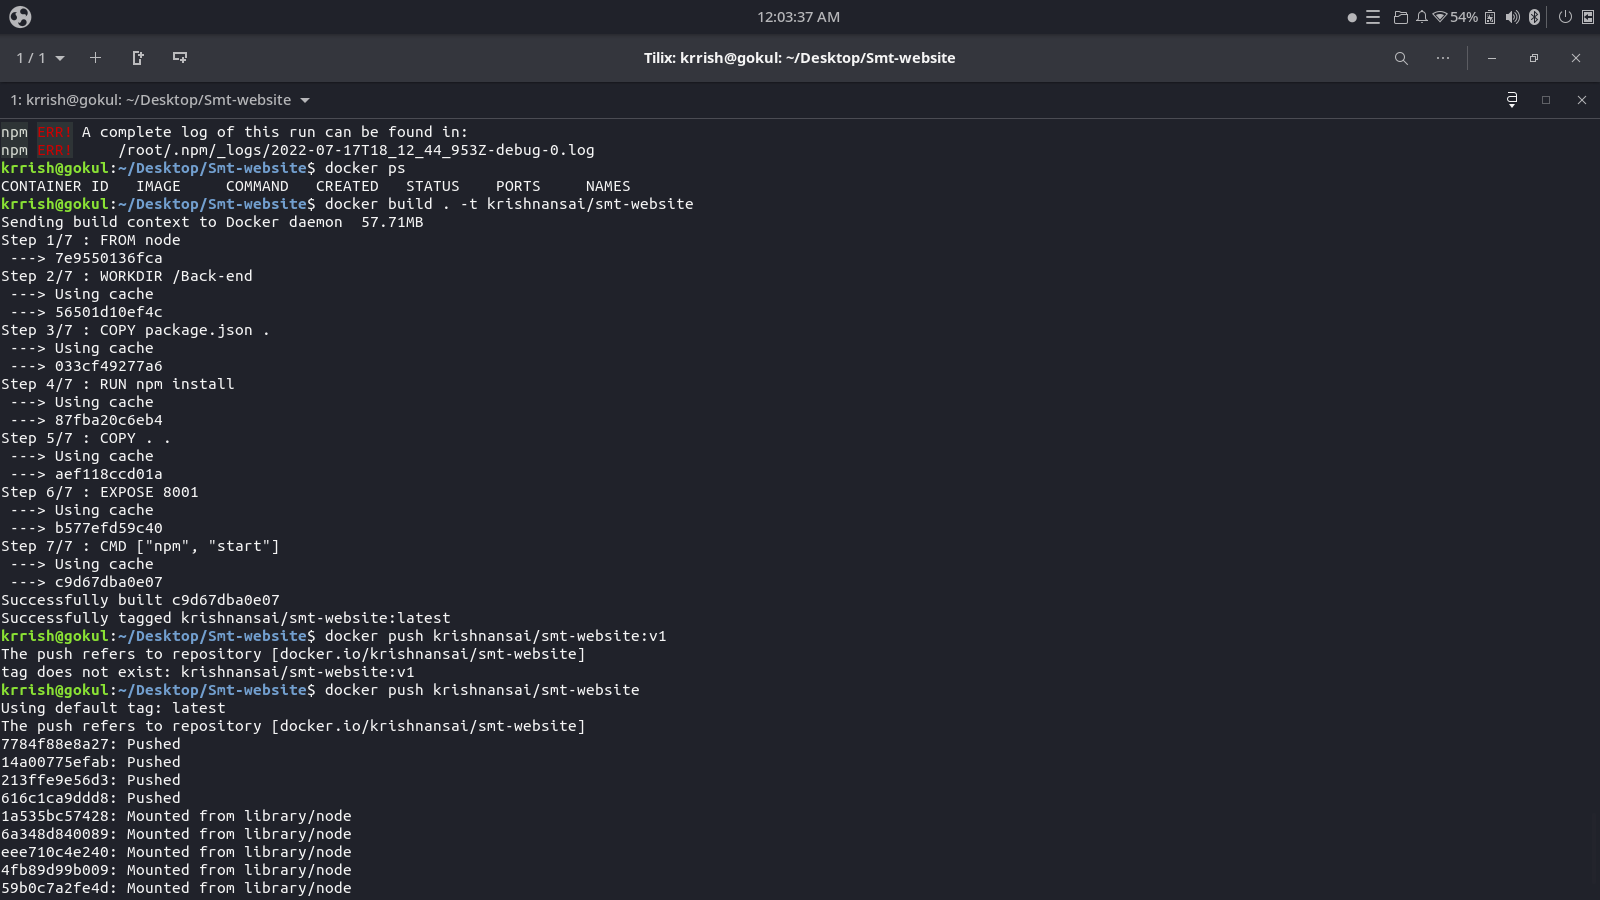 12:03:37 AM
54%
1 / 1
Tilix: krrish@gokul: ~/Desktop/Smt-website
1: krrish@gokul: ~/Desktop/Smt-website
npm ERR! A complete log of this run can be found in:
npm ERR!     /root/.npm/_logs/2022-07-17T18_12_44_953Z-debug-0.log
krrish@gokul:~/Desktop/Smt-website$ docker ps
CONTAINER ID   IMAGE     COMMAND   CREATED   STATUS    PORTS     NAMES
krrish@gokul:~/Desktop/Smt-website$ docker build . -t krishnansai/smt-website
Sending build context to Docker daemon  57.71MB
Step 1/7 : FROM node
 ---> 7e9550136fca
Step 2/7 : WORKDIR /Back-end
 ---> Using cache
 ---> 56501d10ef4c
Step 3/7 : COPY package.json .
 ---> Using cache
 ---> 033cf49277a6
Step 4/7 : RUN npm install
 ---> Using cache
 ---> 87fba20c6eb4
Step 5/7 : COPY . .
 ---> Using cache
 ---> aef118ccd01a
Step 6/7 : EXPOSE 8001
 ---> Using cache
 ---> b577efd59c40
Step 7/7 : CMD ["npm", "start"]
 ---> Using cache
 ---> c9d67dba0e07
Successfully built c9d67dba0e07
Successfully tagged krishnansai/smt-website:latest
krrish@gokul:~/Desktop/Smt-website$ docker push krishnansai/smt-website:v1
The push refers to repository [docker.io/krishnansai/smt-website]
tag does not exist: krishnansai/smt-website:v1
krrish@gokul:~/Desktop/Smt-website$ docker push krishnansai/smt-website
Using default tag: latest
The push refers to repository [docker.io/krishnansai/smt-website]
7784f88e8a27: Pushed
14a00775efab: Pushed
213ffe9e56d3: Pushed
616c1ca9ddd8: Pushed
1a535bc57428: Mounted from library/node
6a348d840089: Mounted from library/node
eee710c4e240: Mounted from library/node
4fb89d99b009: Mounted from library/node
59b0c7a2fe4d: Mounted from library/node